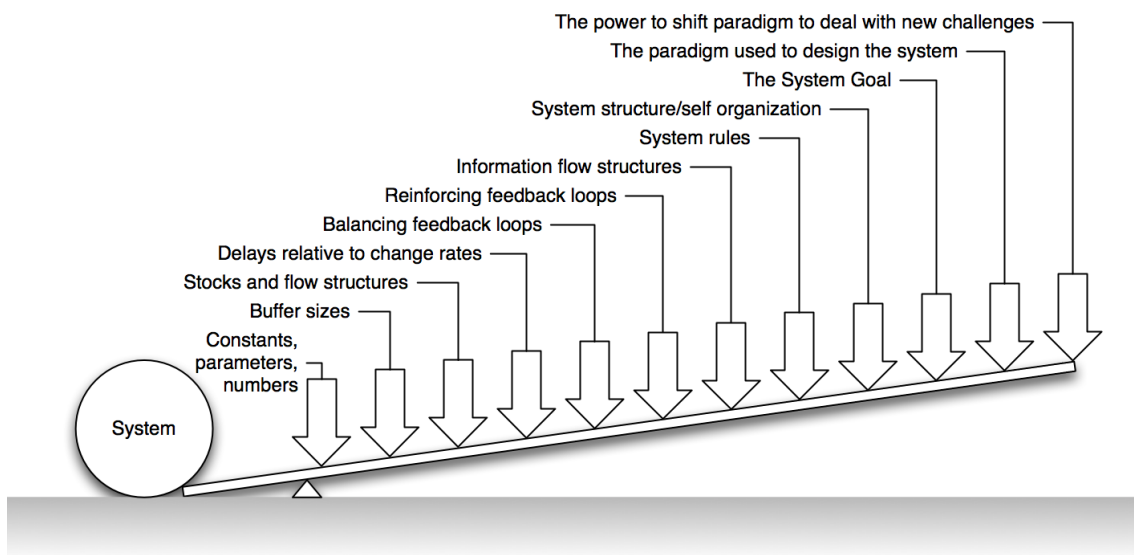 The power to shift paradigm to deal with new challenges
The paradigm used to design the system
The System Goal
System structure/self organization
System rules
Information flow structures
Reinforcing feedback loops
Balancing feedback loops
Delays relative to change rates
Stocks and flow structures
Buffer sizes
Constants,
parameters,
numbers
System